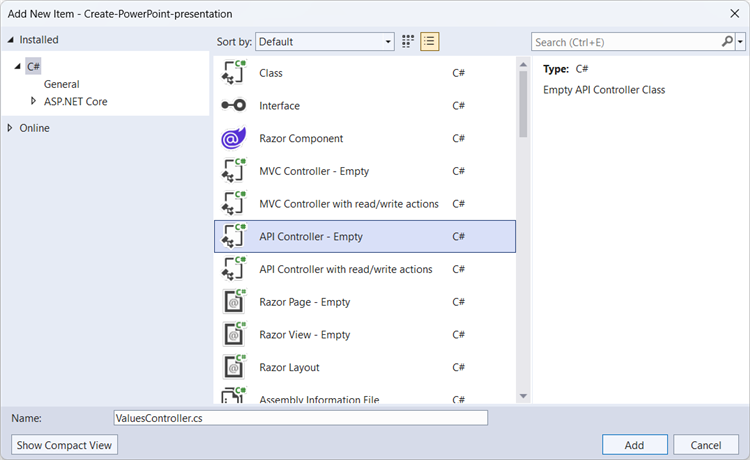 Add New Item - Create-PowerPoint-presentation
Installed
C#
General
ASP.NET Core
Online
Sort by: Default
Search (Ctrl+E)
Class C#
Interface C#
Razor Component C#
MVC Controller - Empty C#
MVC Controller with read/write actions C#
API Controller - Empty C#
API Controller with read/write actions C#
Razor Page - Empty C#
Razor View - Empty C#
Razor Layout C#
Assembly Information File C#
Type: C#
Empty API Controller Class
Name: ValuesController.cs
Show Compact View
Add
Cancel